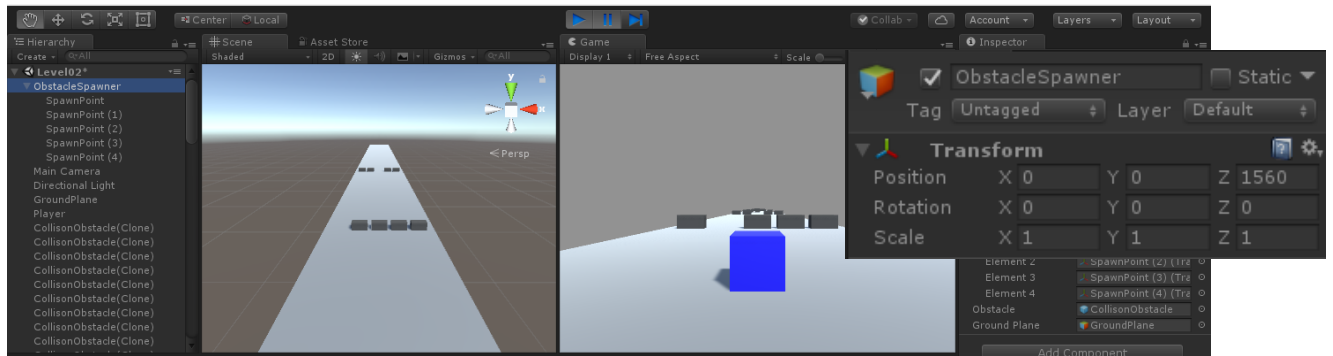 Center Local
Collab Account Layers Layout
Hierarchy
Create All
Level02*
ObstacleSpawner
SpawnPoint
SpawnPoint (1)
SpawnPoint (2)
SpawnPoint (3)
SpawnPoint (4)
Main Camera
Directional Light
GroundPlane
Player
CollisonObstacle(Clone)
CollisonObstacle(Clone)
CollisonObstacle(Clone)
CollisonObstacle(Clone)
CollisonObstacle(Clone)
CollisonObstacle(Clone)
CollisonObstacle(Clone)
CollisonObstacle(Clone)
CollisonObstacle(Clone)
Scene Asset Store
Shaded 2D Gizmos All
y
x
Persp
Game
Display 1 Free Aspect Scale
Inspector
ObstacleSpawner Static
Tag Untagged Layer Default
Transform
Position X 0 Y 0 Z 1560
Rotation X 0 Y 0 Z 0
Scale X 1 Y 1 Z 1
Element 2 SpawnPoint (2) (Tra
Element 3 SpawnPoint (3) (Tra
Element 4 SpawnPoint (4) (Tra
Obstacle CollisonObstacle
Ground Plane GroundPlane
Add Component